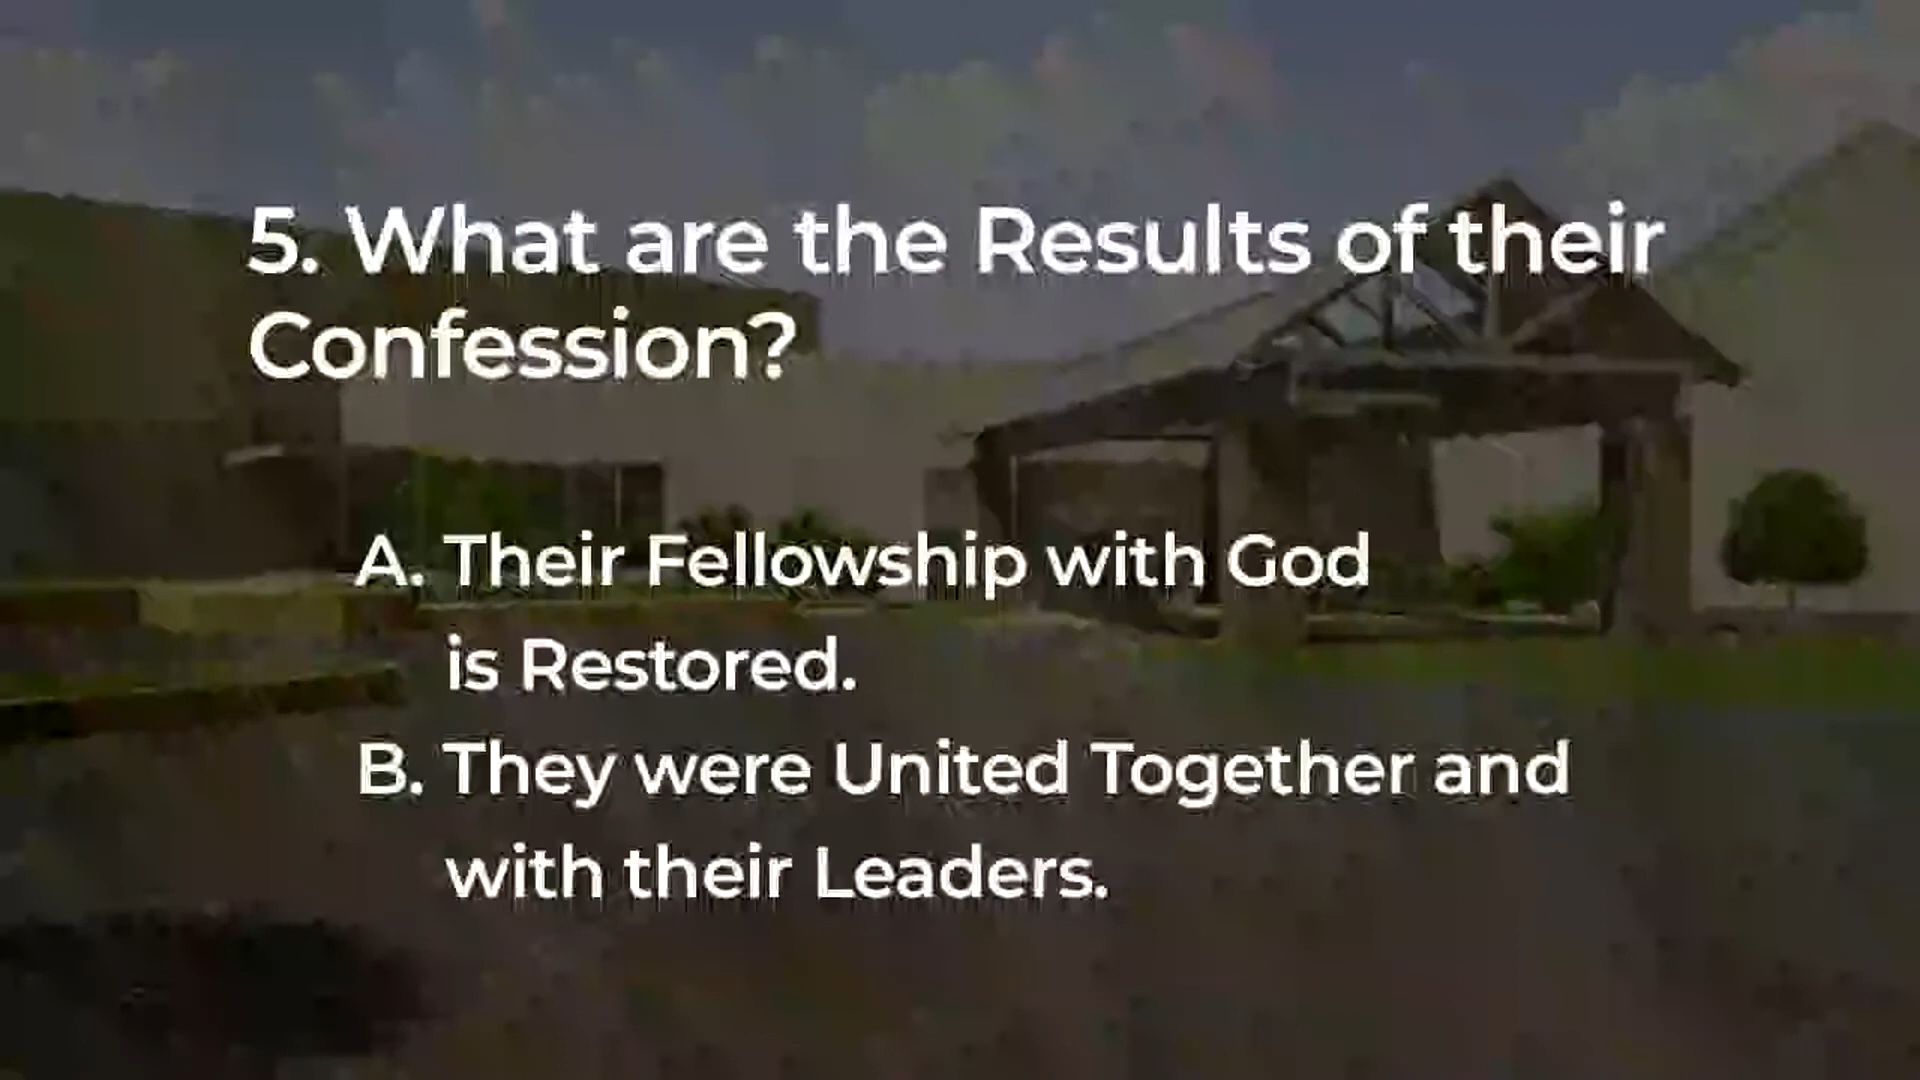 5. What are the Results of their
Confession?
A. Their Fellowship with God
is Restored.
B. They were United Together and
with their Leaders.